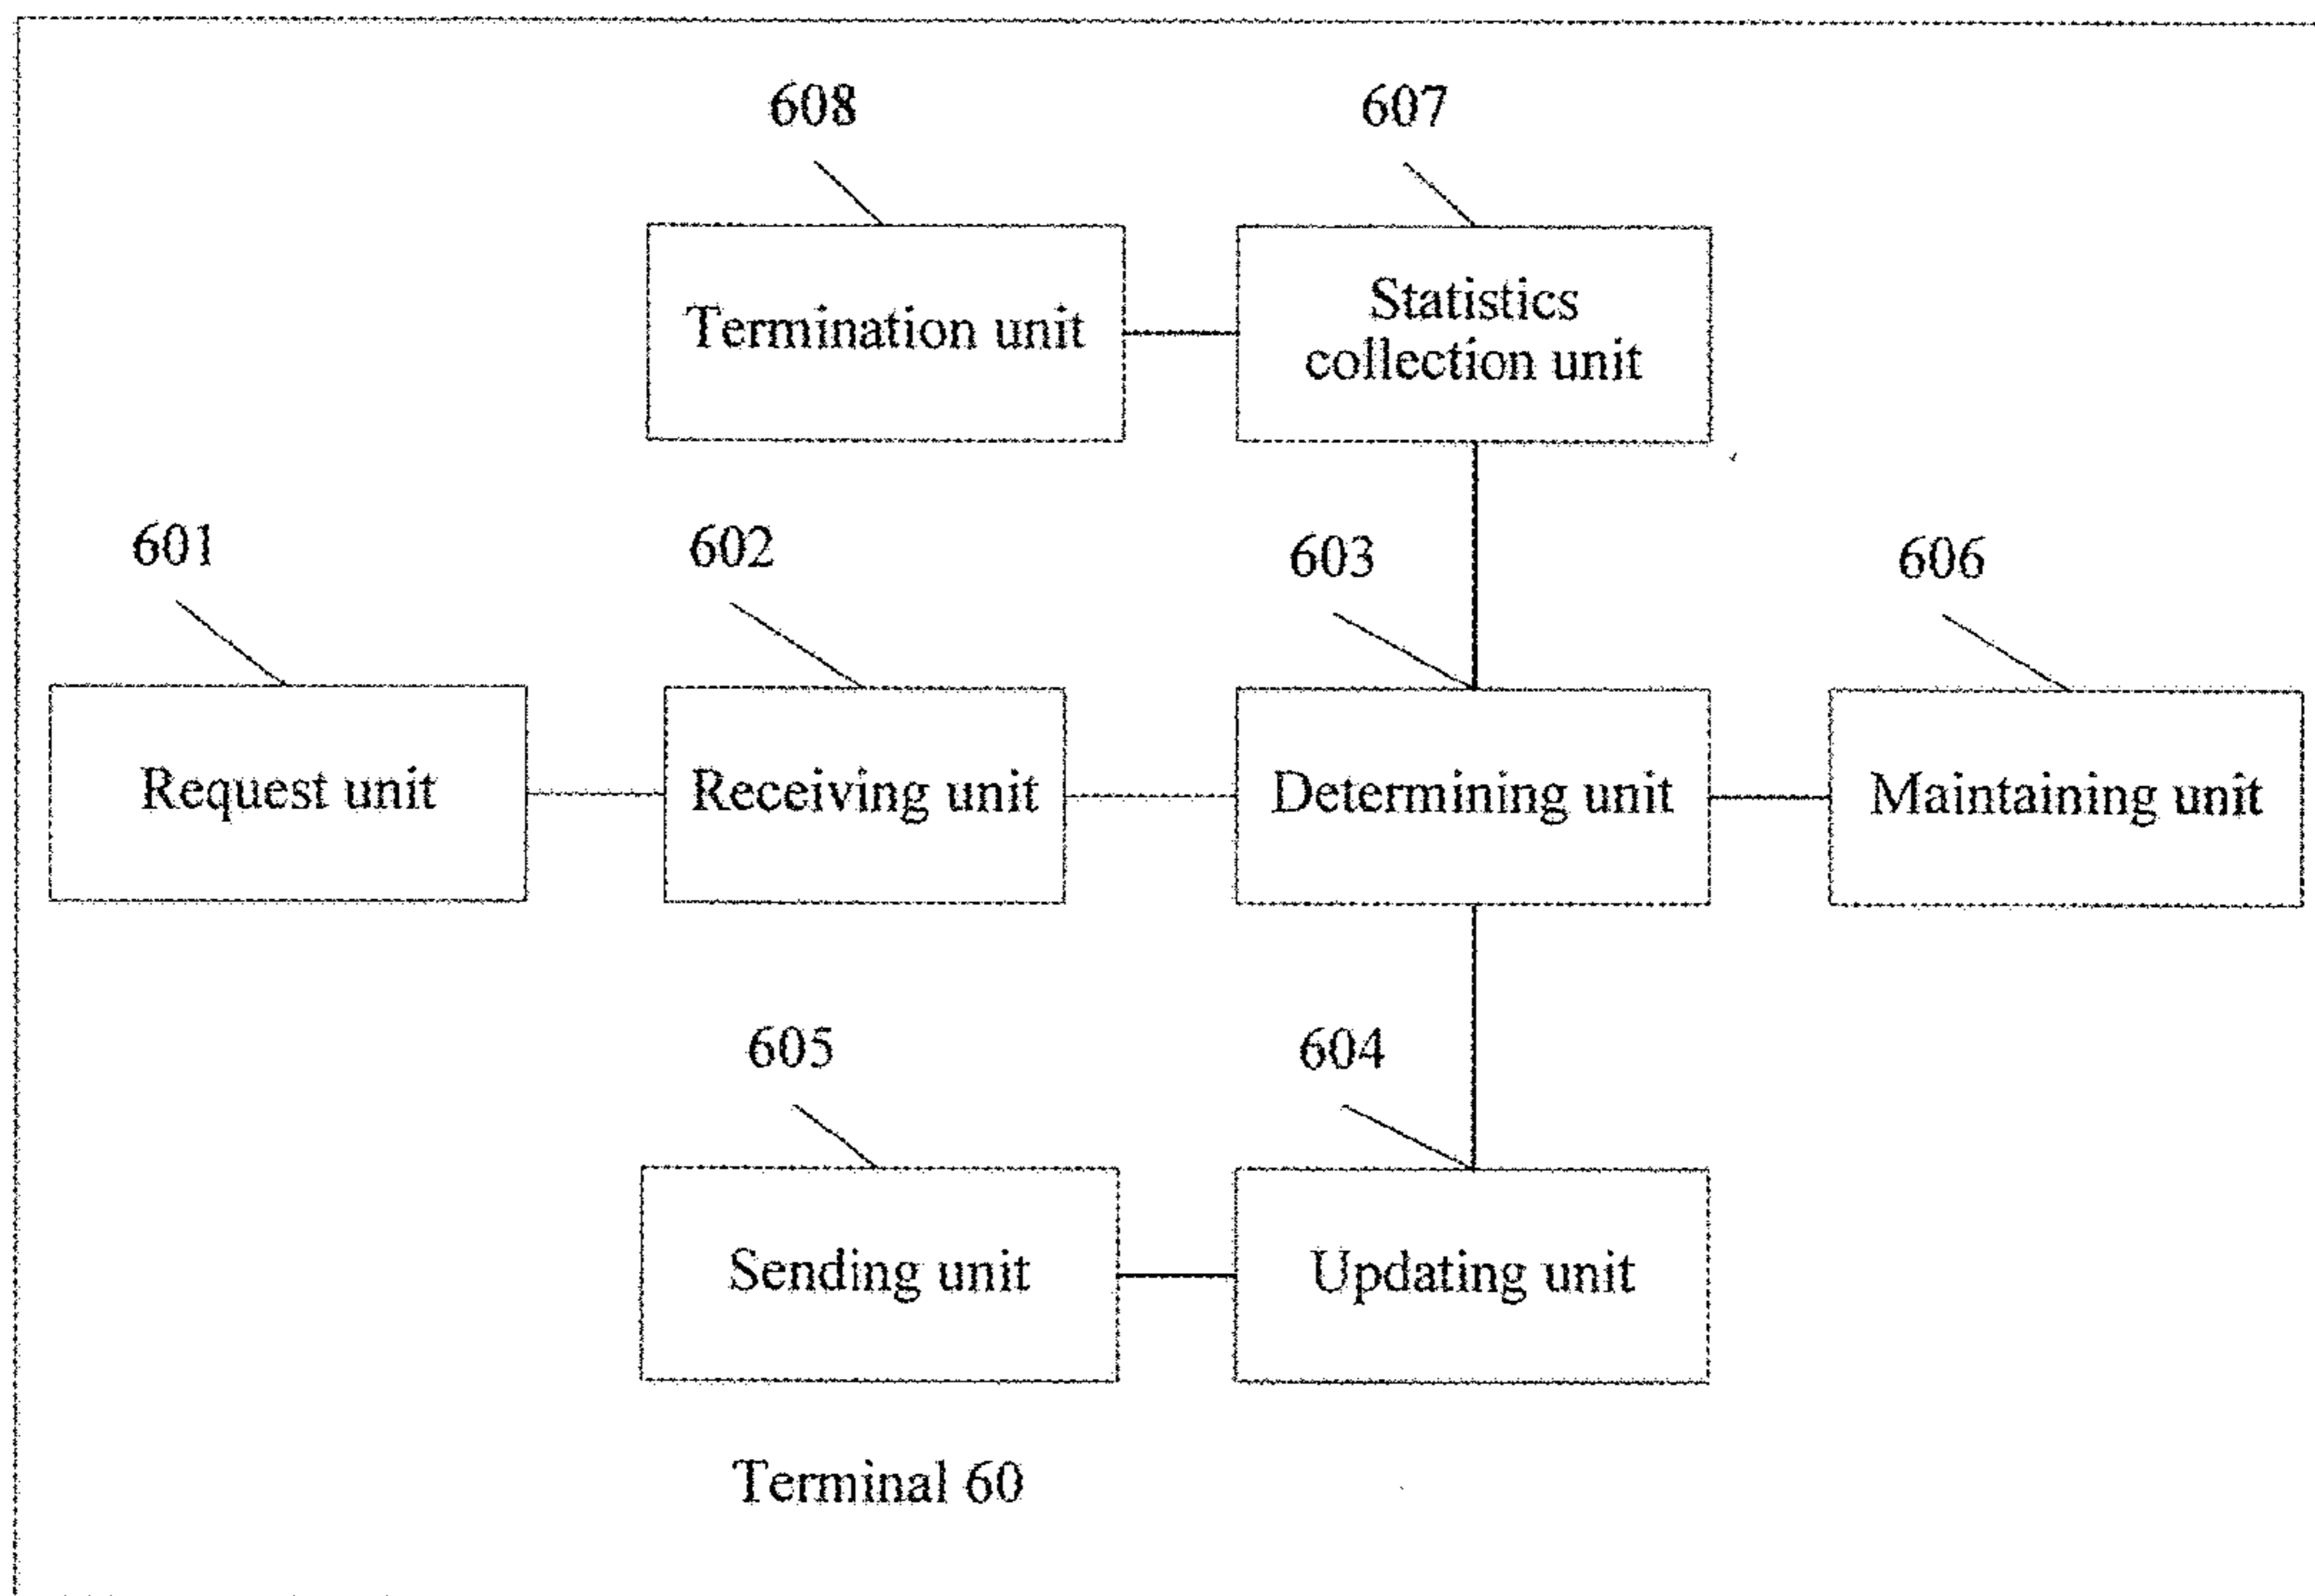 608
607
Termination unit
Statistics
collection unit
601
602
603
606
Request unit
Receiving unit
Determining unit
Maintaining unit
605
604
Sending unit
Updating unit
Terminal 60